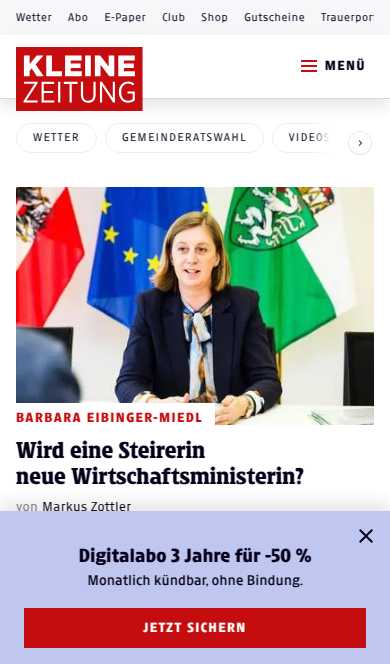 Wetter Abo E-Paper Club Shop Gutscheine Trauerpor
KLEINE
ZEITUNG
MENÜ
WETTER GEMEINDERATSWAHL VIDEOS
BARBARA EIBINGER-MIEDL
Wird eine Steirerin
neue Wirtschaftsministerin?
von Markus Zottler
Digitalabo 3 Jahre für -50 %
Monatlich kündbar, ohne Bindung.
JETZT SICHERN